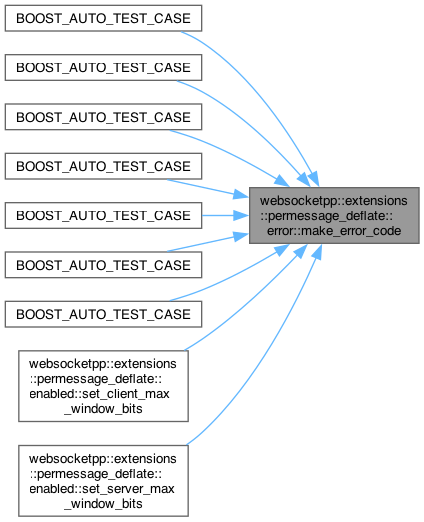 BOOST_AUTO_TEST_CASE
BOOST_AUTO_TEST_CASE
BOOST_AUTO_TEST_CASE
BOOST_AUTO_TEST_CASE
BOOST_AUTO_TEST_CASE
BOOST_AUTO_TEST_CASE
BOOST_AUTO_TEST_CASE
websocketpp::extensions
::permessage_deflate::
enabled::set_client_max
_window_bits
websocketpp::extensions
::permessage_deflate::
enabled::set_server_max
_window_bits
websocketpp::extensions
::permessage_deflate::
error::make_error_code